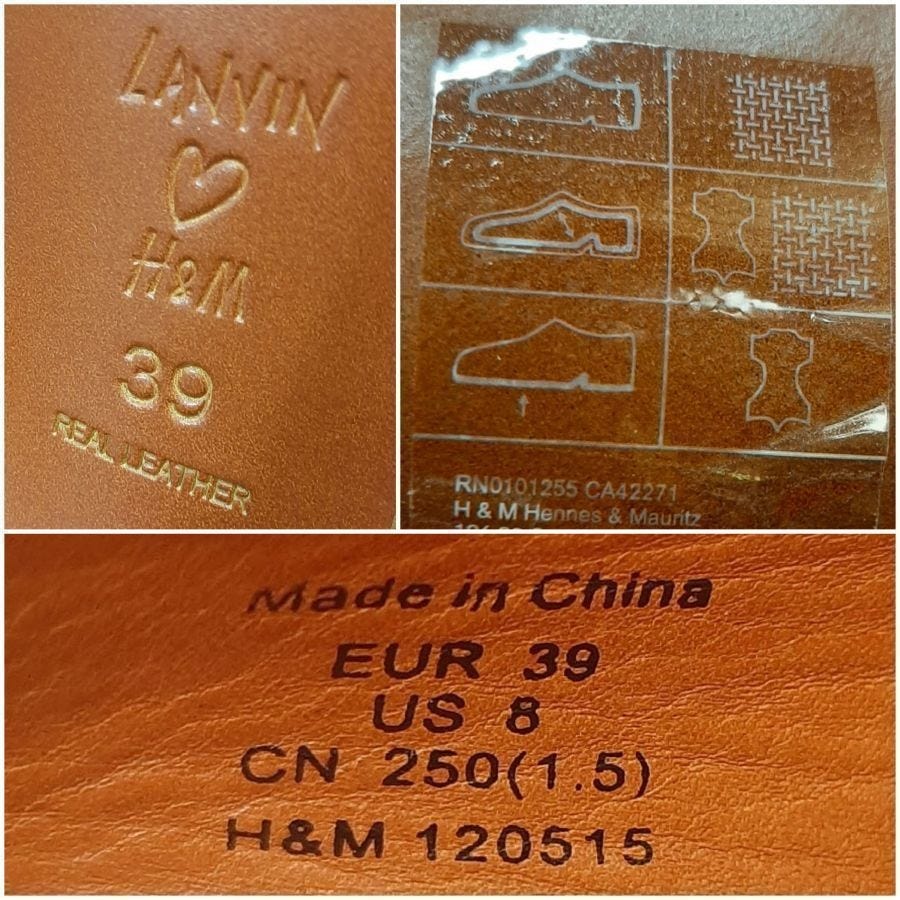 LANVIN
♡
H&M
39
REAL LEATHER
RN0101255 CA42271
H & M Hennes & Mauritz
Made in China
EUR 39
US 8
CN 250(1.5)
H&M 120515